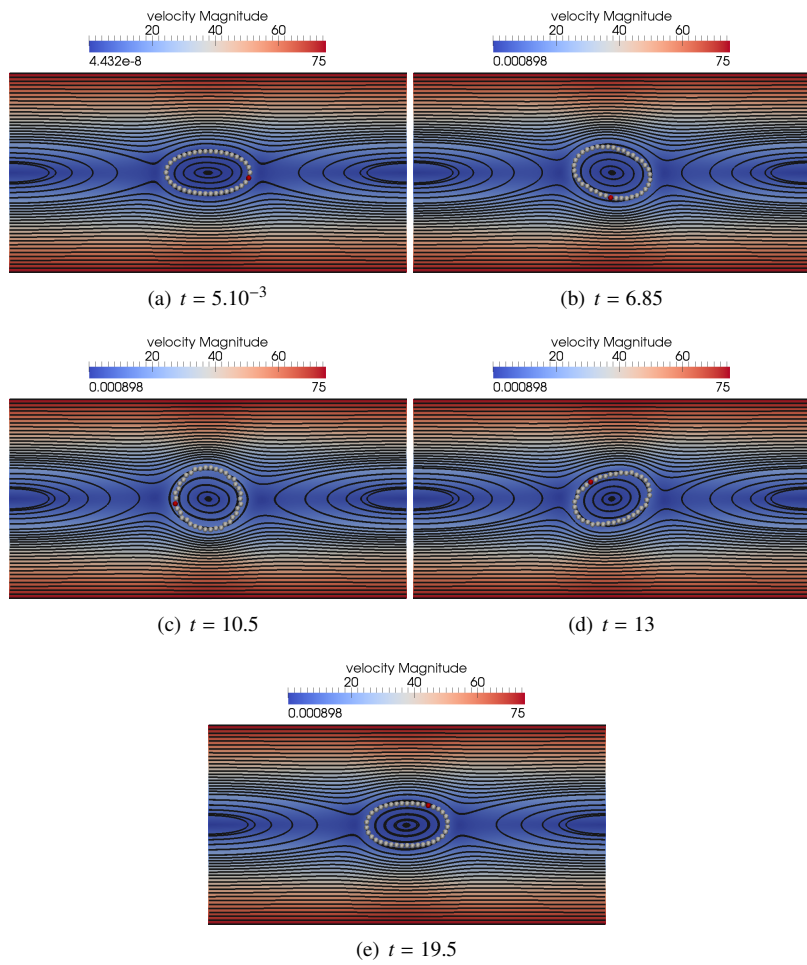 velocity Magnitude
20 40 60
4.432e-8 75
velocity Magnitude
20 40 60
0.000898 75
(a) t = 5.10⁻³
(b) t = 6.85
velocity Magnitude
20 40 60
0.000898 75
velocity Magnitude
20 40 60
0.000898 75
(c) t = 10.5
(d) t = 13
velocity Magnitude
20 40 60
0.000898 75
(e) t = 19.5